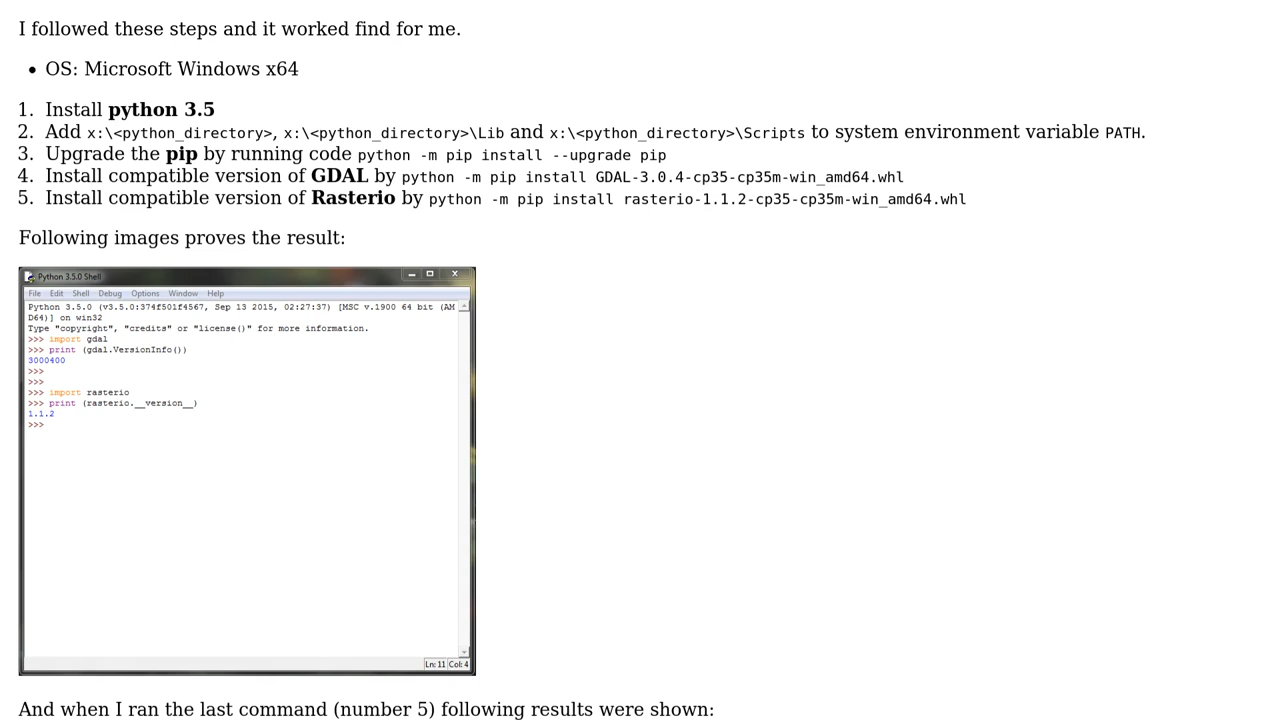 I followed these steps and it worked find for me.
• OS: Microsoft Windows x64
1. Install python 3.5
2. Add x:\<python_directory>, x:\<python_directory>\Lib and x:\<python_directory>\Scripts to system environment variable PATH.
3. Upgrade the pip by running code python -m pip install --upgrade pip
4. Install compatible version of GDAL by python -m pip install GDAL-3.0.4-cp35-cp35m-win_amd64.whl
5. Install compatible version of Rasterio by python -m pip install rasterio-1.1.2-cp35-cp35m-win_amd64.whl
Following images proves the result:
Python 3.5.0 Shell
File Edit Shell Debug Options Window Help
Python 3.5.0 (v3.5.0:374f501f4567, Sep 13 2015, 02:27:37) [MSC v.1900 64 bit (AM
D64)] on win32
Type "copyright", "credits" or "license()" for more information.
>>> import gdal
>>> print (gdal.VersionInfo())
3000400
>>>
>>>
>>> import rasterio
>>> print (rasterio.__version__)
1.1.2
>>>
Ln: 11 Col: 4
And when I ran the last command (number 5) following results were shown: